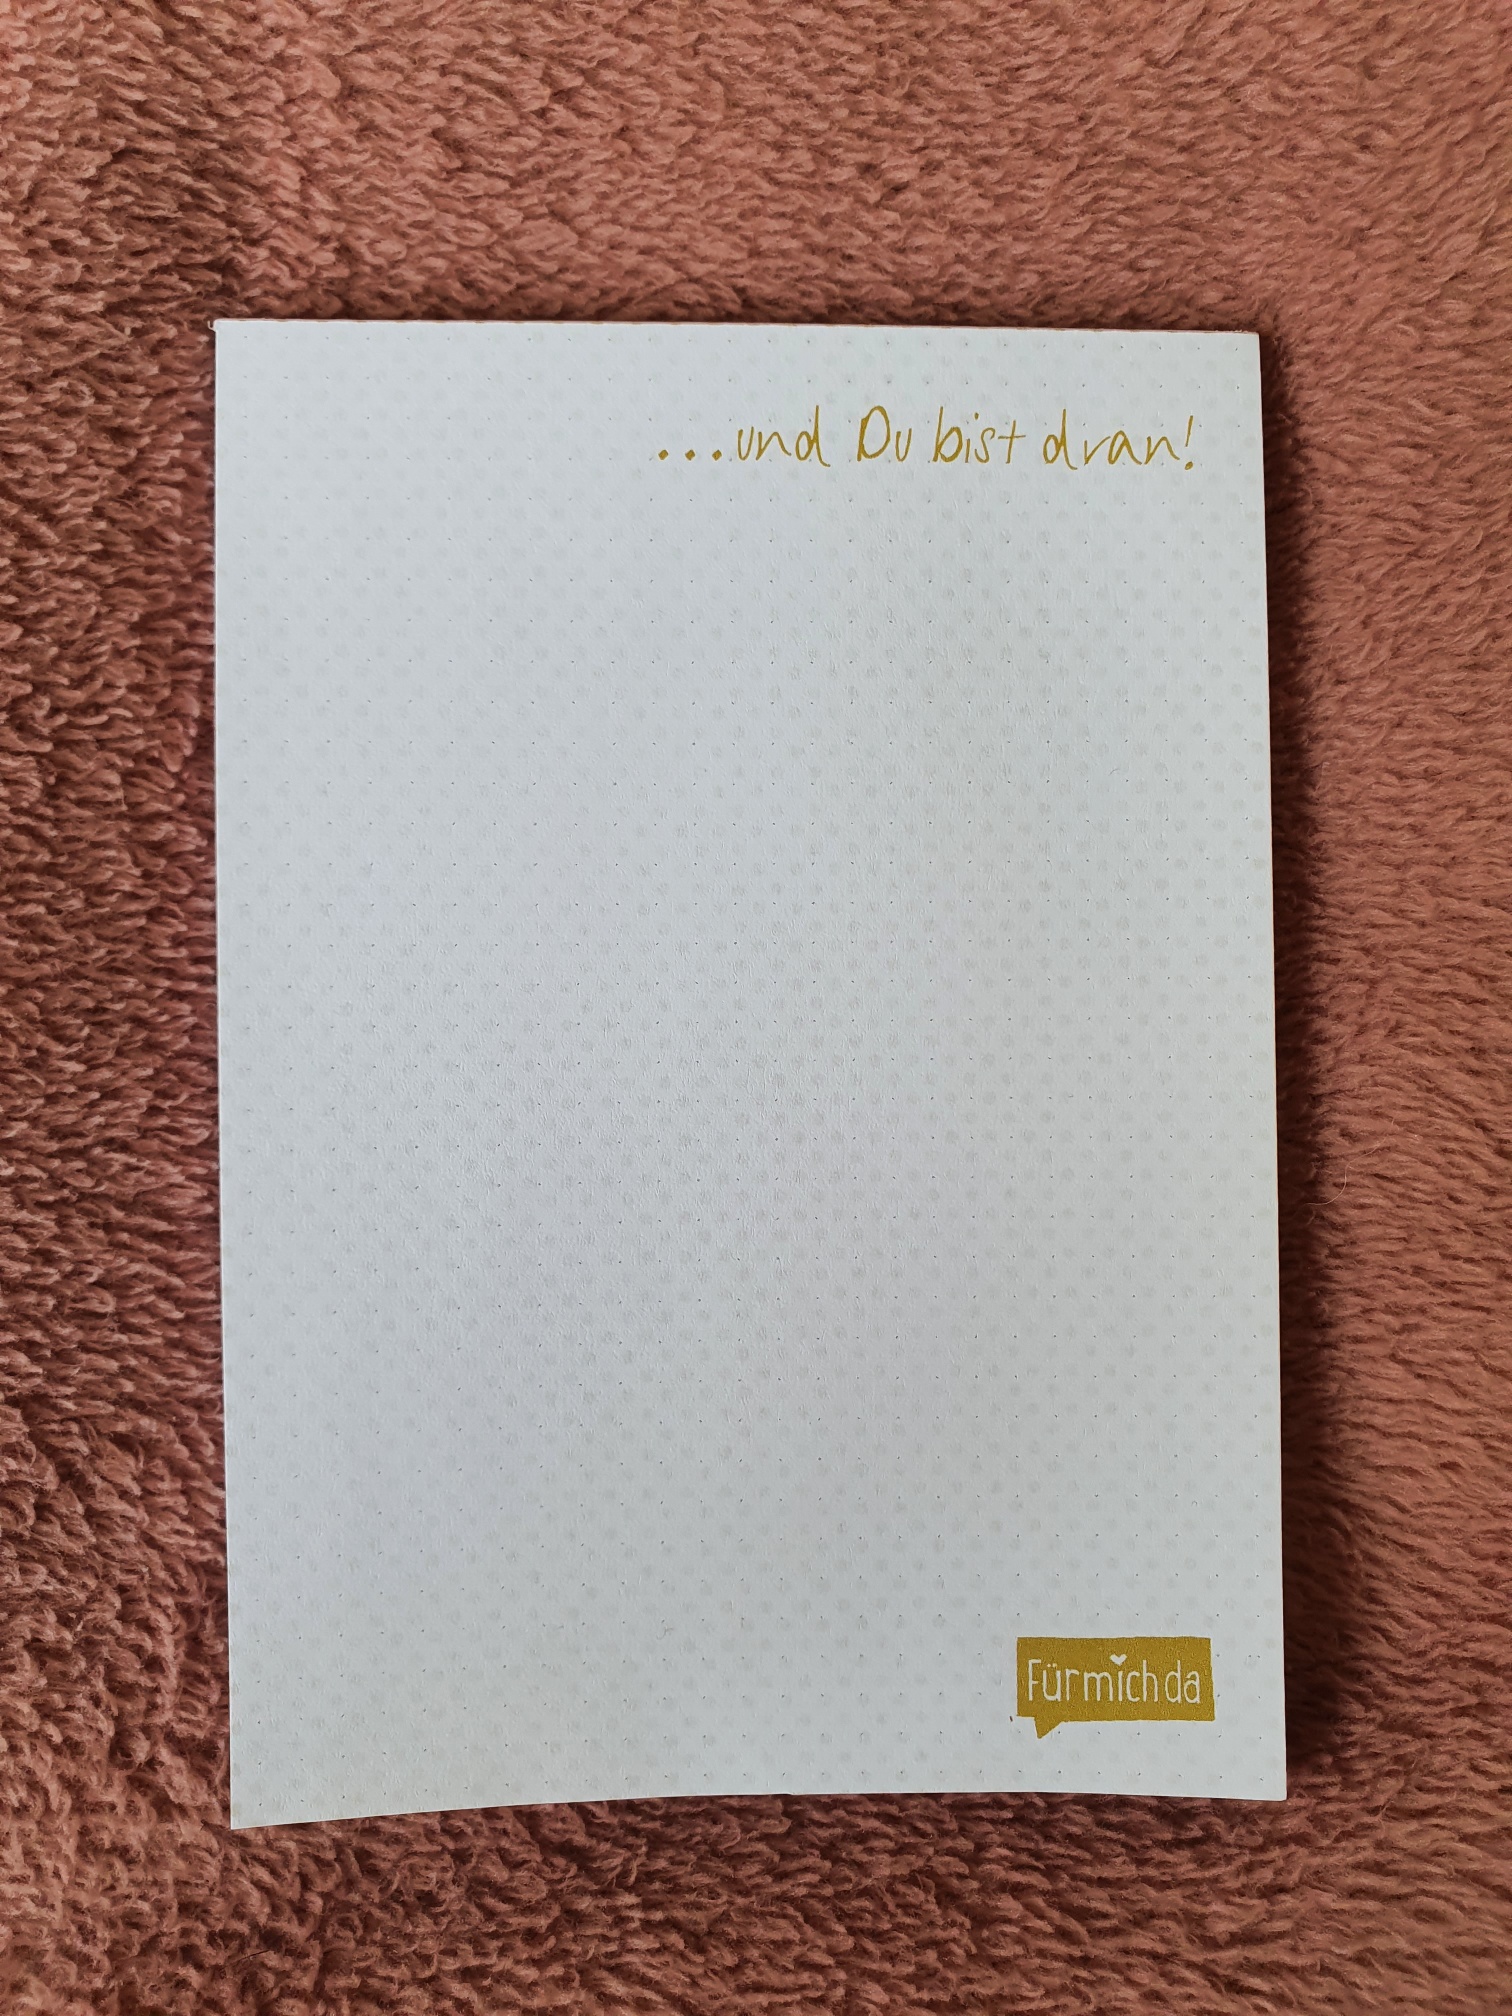 ...und Du bist dran!
Fürmichda